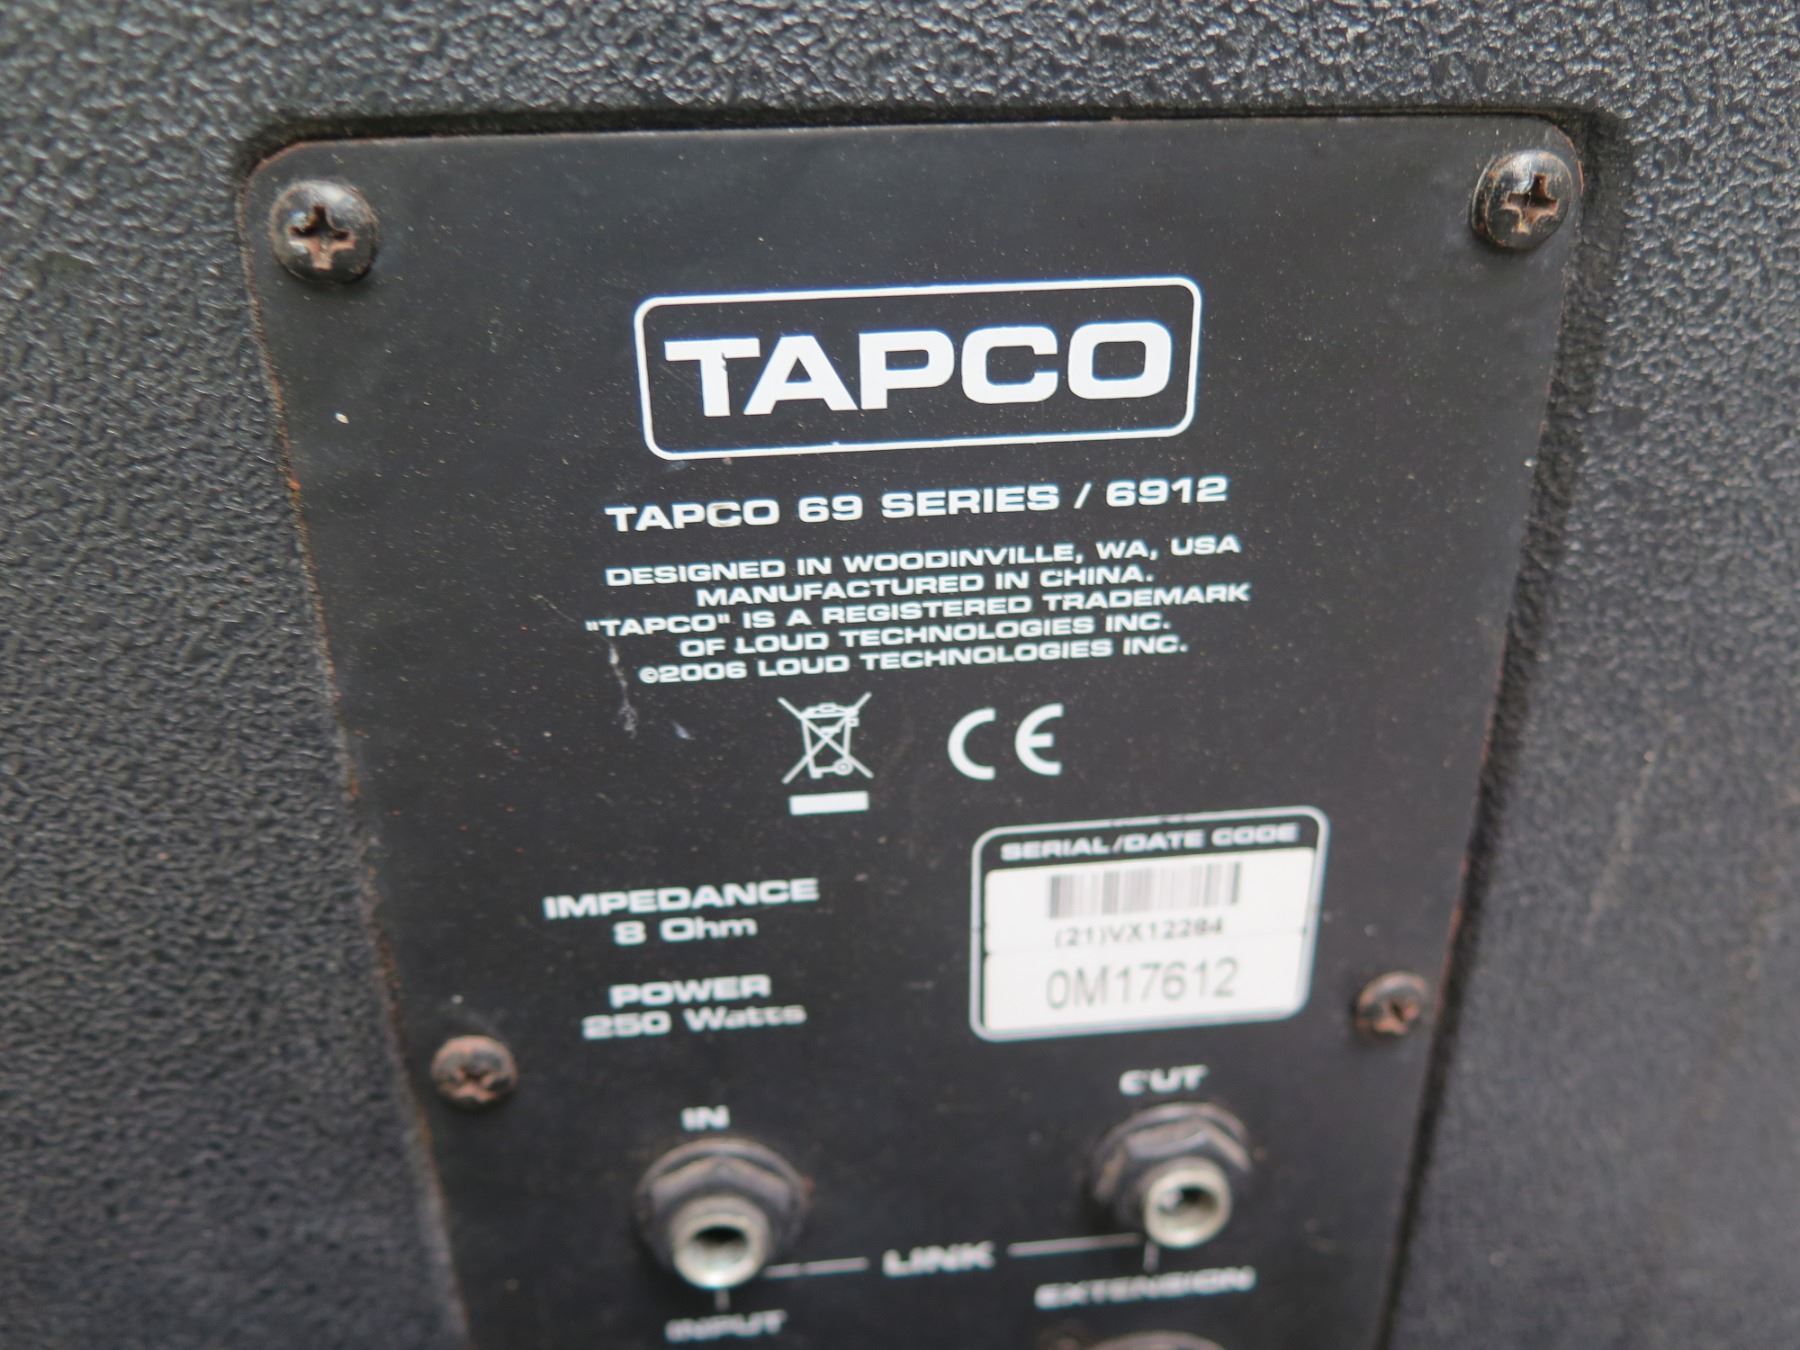 TAPCO
TAPCO 69 SERIES / 6912
DESIGNED IN WOODINVILLE, WA, USA
MANUFACTURED IN CHINA.
"TAPCO" IS A REGISTERED TRADEMARK
OF LOUD TECHNOLOGIES INC.
©2006 LOUD TECHNOLOGIES INC.
CE
SERIAL/DATE CODE
(21)VX12284
0M17612
IMPEDANCE
8 Ohm
POWER
250 Watts
IN
OUT
LINK
INPUT
EXTENSION